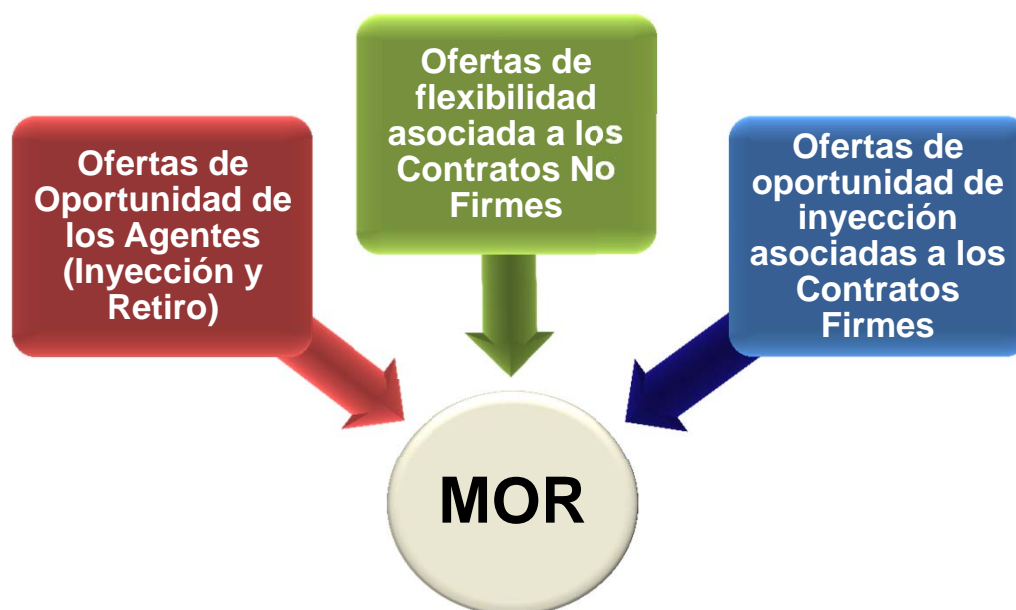 Ofertas de
Oportunidad de
los Agentes
(Inyección y
Retiro)
Ofertas de
flexibilidad
asociada a los
Contratos No
Firmes
Ofertas de
oportunidad de
inyección
asociadas a los
Contratos
Firmes
MOR